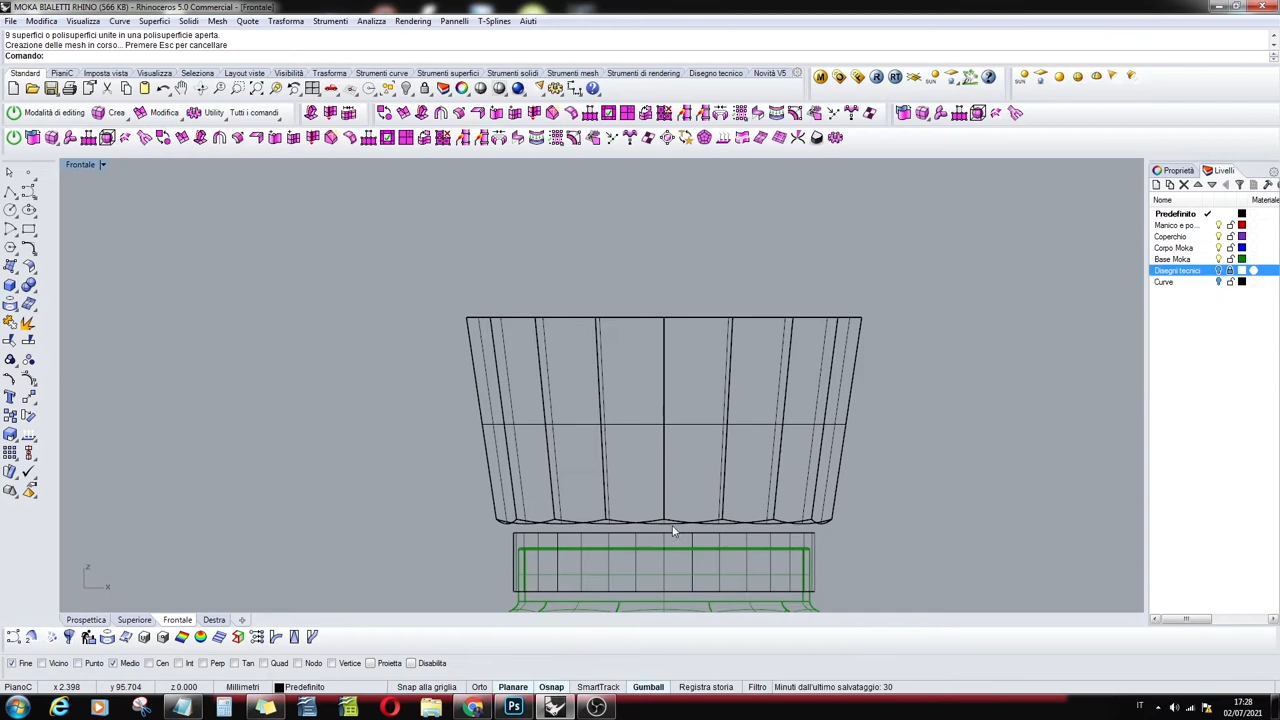 MOKA BIALETTI RHINO (566 KB) - Rhinoceros 5.0 Commercial - [Frontale]
File Modifica Visualizza Curve Superfici Solidi Mesh Quote Trasforma Strumenti Analizza Rendering Pannelli T-Splines Aiuti
9 superfici o polisuperfici unite in una polisuperficie aperta.
Creazione delle mesh in corso... Premere Esc per cancellare
Comando:
Standard PianiC Imposta vista Visualizza Seleziona Layout viste Visibilità Trasforma Strumenti curve Strumenti superfici Strumenti solidi Strumenti mesh Strumenti di rendering Disegno tecnico Novità V5
Modalità di editing Crea Modifica Utility Tutti i comandi
Frontale
Proprietà Livelli
Nome Materiale
Predefinito
Manico e po...
Coperchio
Corpo Moka
Base Moka
Disegni tecnici
Curve
z
x
Prospettica Superiore Frontale Destra
Fine Vicino Punto Medio Cen Int Perp Tan Quad Nodo Vertice Proietta Disabilita
PianoC x 2.398 y 95.704 z 0.000 Millimetri Predefinito Snap alla griglia Orto Planare Osnap SmartTrack Gumball Registra storia Filtro Minuti dall'ultimo salvataggio: 30
IT 17:28
02/07/2021